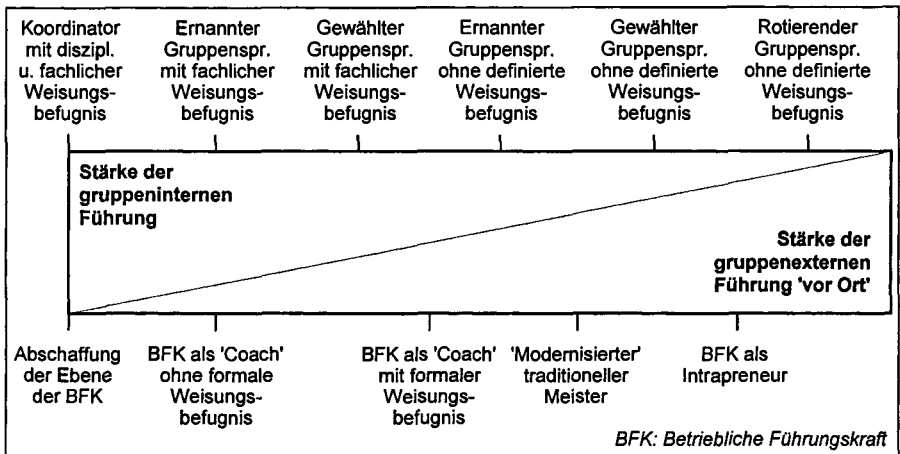 Koordinator
mit diszipl.
u. fachlicher
Weisungs-
befugnis
Ernannter
Gruppenspr.
mit fachlicher
Weisungs-
befugnis
Gewählter
Gruppenspr.
mit fachlicher
Weisungs-
befugnis
Ernannter
Gruppenspr.
ohne definierte
Weisungs-
befugnis
Gewählter
Gruppenspr.
ohne definierte
Weisungs-
befugnis
Rotierender
Gruppenspr.
ohne definierte
Weisungs-
befugnis
Stärke der
gruppeninternen
Führung
Stärke der
gruppenexternen
Führung 'vor Ort'
Abschaffung
der Ebene
der BFK
BFK als 'Coach'
ohne formale
Weisungs-
befugnis
BFK als 'Coach'
mit formaler
Weisungs-
befugnis
'Modernisierter'
traditioneller
Meister
BFK als
Intrapreneur
BFK: Betriebliche Führungskraft